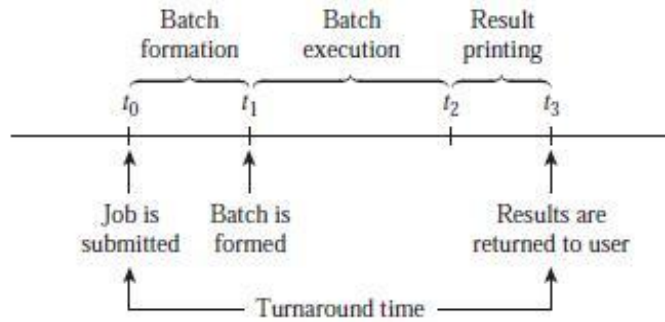 Batch
formation
Batch
execution
Result
printing
t0
t1
t2
t3
Job is
submitted
Batch is
formed
Results are
returned to user
Turnaround time